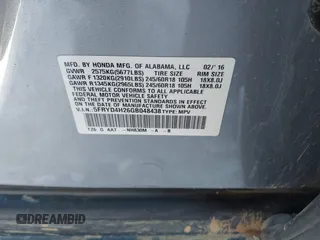 MFD. BY HONDA MFG. OF ALABAMA, LLC 02/'16
GVWR 2575KG(5677LBS) TIRE SIZE RIM SIZE
GAWR F 1320KG(2910LBS) 245/60R18 105H 18X8.0J
GAWR R 1345KG(2965LBS) 245/60R18 105H 18X8.0J
THIS VEHICLE CONFORMS TO ALL APPLICABLE
FEDERAL MOTOR VEHICLE SAFETY AND THEFT
PREVENTION STANDARDS IN EFFECT ON THE
DATE OF MANUFACTURE SHOWN ABOVE.
V.I.N.:5FRYD4H26GB048438 TYPE:MPV